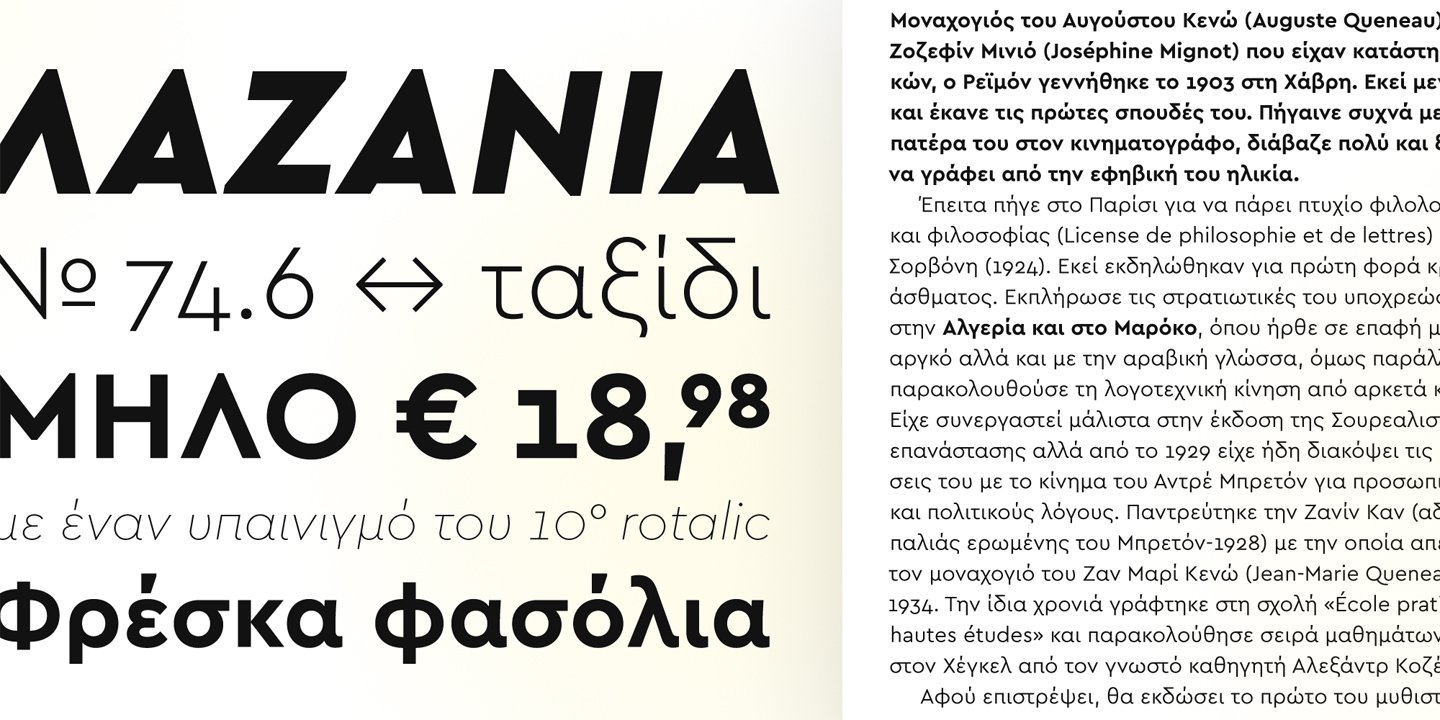 ΛΑΖΑΝΙΑ
№ 74.6 ↔ ταξίδι
ΜΗΛΟ € 18,98
με έναν υπαινιγμό του 10° rotalic
Φρέσκα φασόλια
Μοναχογιός του Αυγούστου Κενώ (Auguste Queneau)
Ζοζεφίν Μινιό (Joséphine Mignot) που είχαν κατάστη
κών, ο Ρεϊμόν γεννήθηκε το 1903 στη Χάβρη. Εκεί με
και έκανε τις πρώτες σπουδές του. Πήγαινε συχνά με
πατέρα του στον κινηματογράφο, διάβαζε πολύ και
να γράφει από την εφηβική του ηλικία.
Έπειτα πήγε στο Παρίσι για να πάρει πτυχίο φιλολο
και φιλοσοφίας (License de philosophie et de lettres)
Σορβόνη (1924). Εκεί εκδηλώθηκαν για πρώτη φορά κ
άσθματος. Εκπλήρωσε τις στρατιωτικές του υποχρεώσ
στην Αλγερία και στο Μαρόκο, όπου ήρθε σε επαφή μ
αργκό αλλά και με την αραβική γλώσσα, όμως παράλ
παρακολουθούσε τη λογοτεχνική κίνηση από αρκετά κ
Είχε συνεργαστεί μάλιστα στην έκδοση της Σουρεαλιστ
επανάστασης αλλά από το 1929 είχε ήδη διακόψει τις
σεις του με το κίνημα του Αντρέ Μπρετόν για προσωπι
και πολιτικούς λόγους. Παντρεύτηκε την Ζανίν Καν (αδ
παλιάς ερωμένης του Μπρετόν-1928) με την οποία απέ
τον μοναχογιό του Ζαν Μαρί Κενώ (Jean-Marie Quenea
1934. Την ίδια χρονιά γράφτηκε στη σχολή «École prat
hautes études» και παρακολούθησε σειρά μαθημάτων
στον Χέγκελ από τον γνωστό καθηγητή Αλεξάντρ Κοζέ
Αφού επιστρέψει, θα εκδώσει το πρώτο του μυθιστ